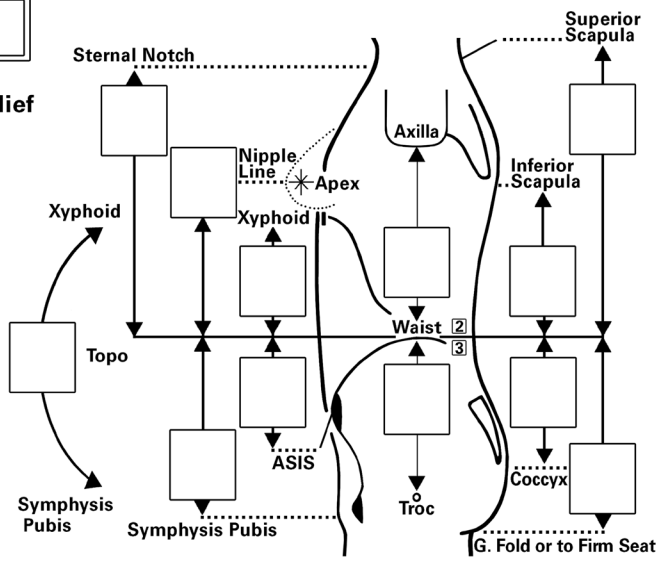 Superior
Scapula
Sternal Notch
lief
Axilla
Nipple
Line
Apex
Inferior
Scapula
Xyphoid
Xyphoid
Waist 2
3
Topo
ASIS
Coccyx
Troc
Symphysis
Pubis
Symphysis Pubis
G. Fold or to Firm Seat